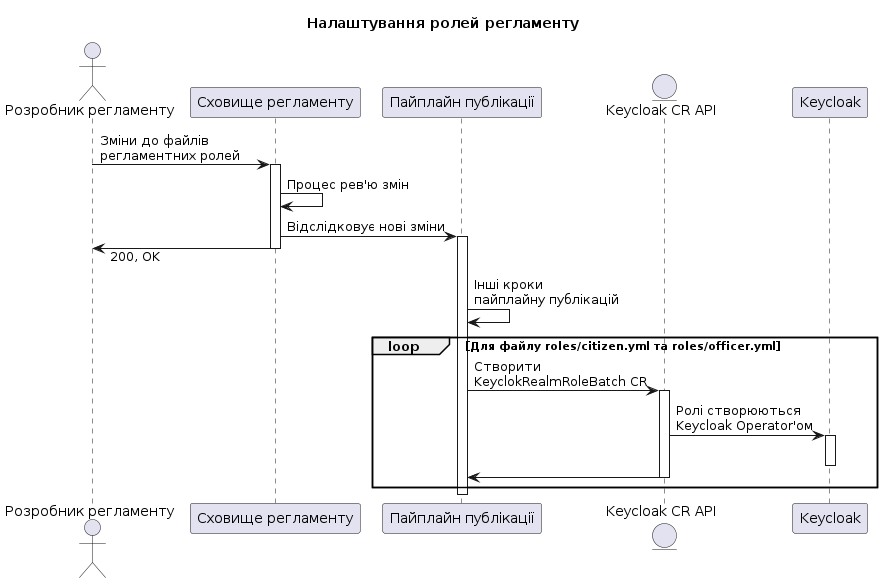 Налаштування ролей регламенту
Розробник регламенту
Сховище регламенту
Пайплайн публікації
Keycloak CR API
Keycloak
Зміни до файлів
регламентних ролей
Процес рев'ю змін
Відслідковує нові зміни
200, OK
Інші кроки
пайплайну публікацій
loop
[Для файлу roles/citizen.yml та roles/officer.yml]
Створити
KeyclokRealmRoleBatch CR
Ролі створюються
Keycloak Operator'ом
Розробник регламенту
Сховище регламенту
Пайплайн публікації
Keycloak CR API
Keycloak